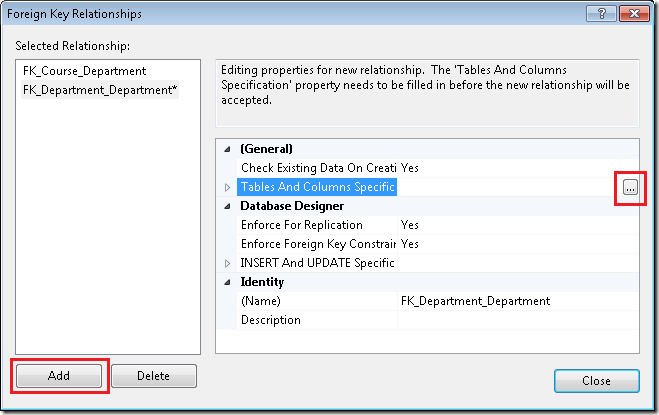 Foreign Key Relationships
?
Selected Relationship:
FK_Course_Department
FK_Department_Department*
Editing properties for new relationship. The 'Tables And Columns
Specification' property needs to be filled in before the new relationship will be
accepted.
(General)
Check Existing Data On Creati Yes
Tables And Columns Specific ...
Database Designer
Enforce For Replication Yes
Enforce Foreign Key Constrain Yes
INSERT And UPDATE Specific
Identity
(Name) FK_Department_Department
Description
Add Delete
Close